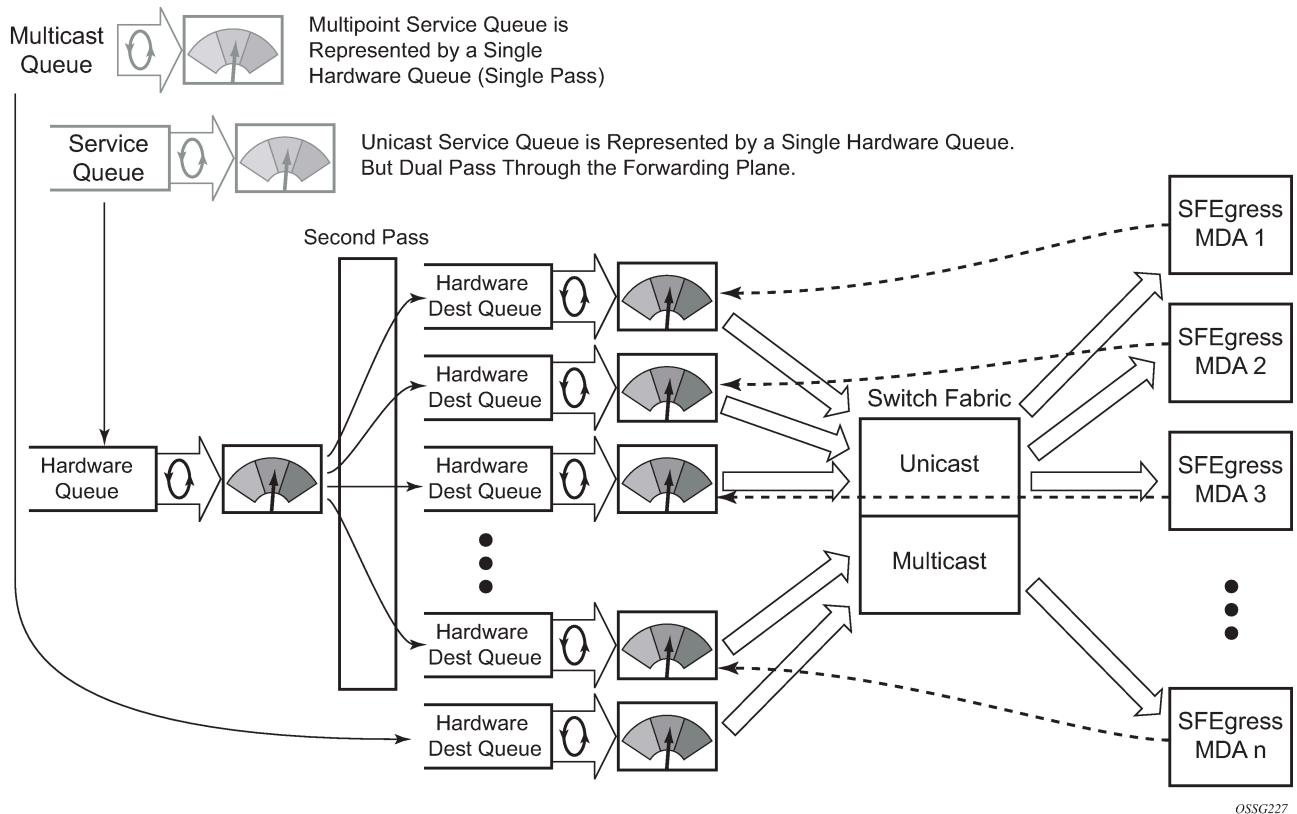 Multicast
Queue
Multipoint Service Queue is
Represented by a Single
Hardware Queue (Single Pass)
Service
Queue
Unicast Service Queue is Represented by a Single Hardware Queue.
But Dual Pass Through the Forwarding Plane.
Second Pass
Hardware
Queue
Hardware
Dest Queue
Hardware
Dest Queue
Hardware
Dest Queue
Hardware
Dest Queue
Hardware
Dest Queue
Switch Fabric
Unicast
Multicast
SFEgress
MDA 1
SFEgress
MDA 2
SFEgress
MDA 3
SFEgress
MDA n
OSSG227